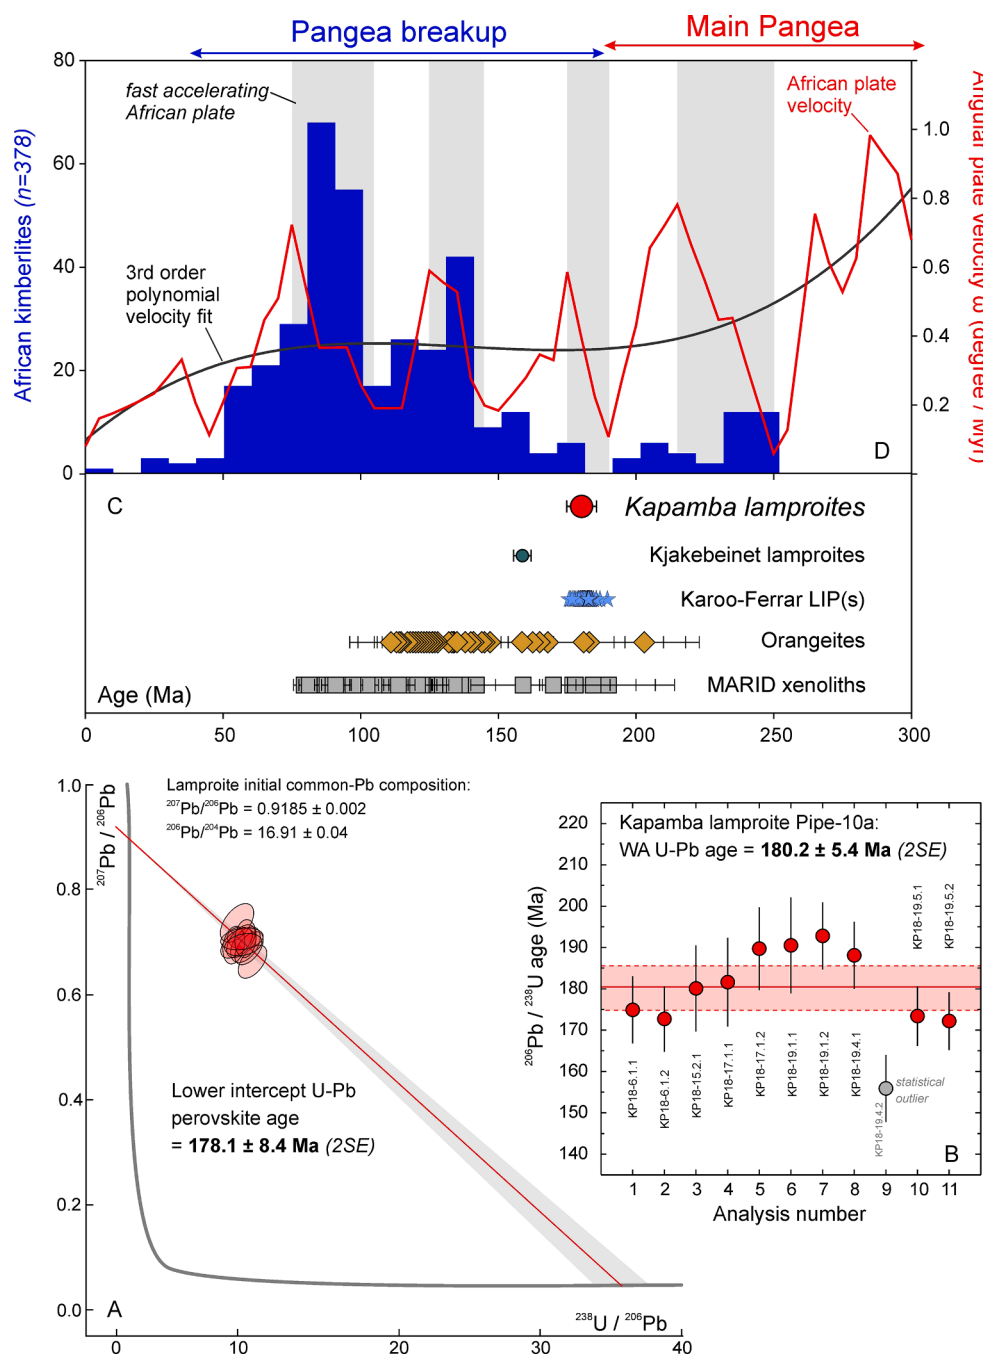 Pangea breakup
Main Pangea
80
60
40
20
0
African kimberlites (n=378)
fast accelerating
African plate
3rd order
polynomial
velocity fit
African plate
velocity
1.0
0.8
0.6
0.4
0.2
Angular plate velocity ω (degree / Myr)
D
C
Kapamba lamproites
Kjakebeinet lamproites
Karoo-Ferrar LIP(s)
Orangeites
MARID xenoliths
Age (Ma)
0 50 100 150 200 250 300
1.0
0.8
0.6
0.4
0.2
0.0
²⁰⁷Pb / ²⁰⁶Pb
Lamproite initial common-Pb composition:
²⁰⁷Pb/²⁰⁶Pb = 0.9185 ± 0.002
²⁰⁶Pb/²⁰⁴Pb = 16.91 ± 0.04
Lower intercept U-Pb
perovskite age
= 178.1 ± 8.4 Ma (2SE)
A
²³⁸U / ²⁰⁶Pb
0 10 20 30 40
225
210
200
190
180
170
160
150
140
²⁰⁶Pb / ²³⁸U age (Ma)
Kapamba lamproite Pipe-10a:
WA U-Pb age = 180.2 ± 5.4 Ma (2SE)
KP18-6.1.1
KP18-6.1.2
KP18-15.2.1
KP18-17.1.1
KP18-17.1.2
KP18-19.1.1
KP18-19.1.2
KP18-19.4.1
KP18-19.4.2
KP18-19.5.1
KP18-19.5.2
statistical
outlier
B
1 2 3 4 5 6 7 8 9 10 11
Analysis number